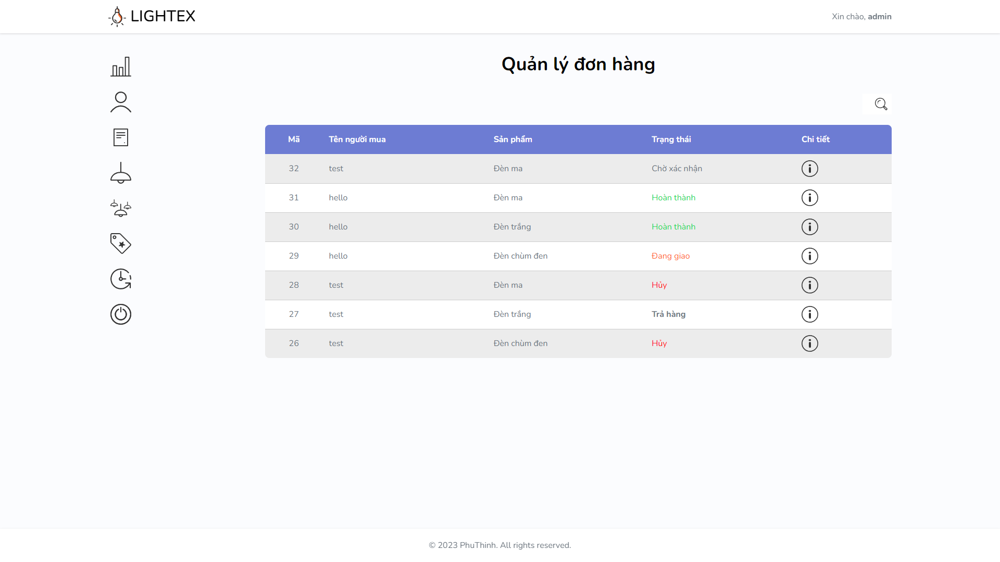 LIGHTEX
Xin chào, admin
Quản lý đơn hàng
Mã Tên người mua Sản phẩm Trạng thái Chi tiết
32 test Đèn ma Chờ xác nhận
31 hello Đèn ma Hoàn thành
30 hello Đèn trắng Hoàn thành
29 hello Đèn chùm đen Đang giao
28 test Đèn ma Hủy
27 test Đèn trắng Trả hàng
26 test Đèn chùm đen Hủy
© 2023 PhuThinh. All rights reserved.